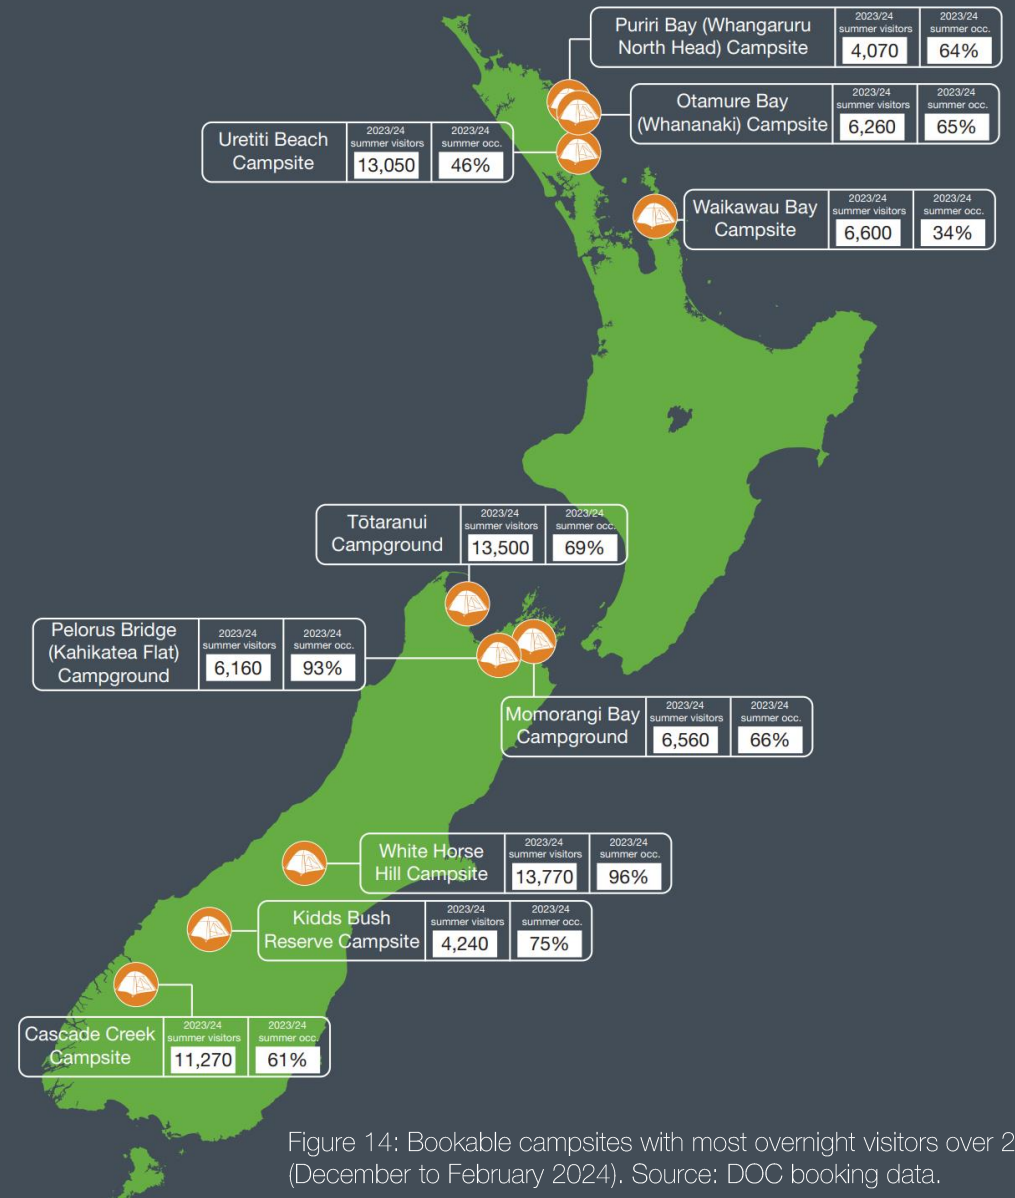 Puriri Bay (Whangaruru
North Head) Campsite
2023/24
summer visitors
4,070
2023/24
summer occ.
64%
Otamure Bay
(Whananaki) Campsite
2023/24
summer visitors
6,260
2023/24
summer occ.
65%
Uretiti Beach
Campsite
2023/24
summer visitors
13,050
2023/24
summer occ.
46%
Waikawau Bay
Campsite
2023/24
summer visitors
6,600
2023/24
summer occ.
34%
Tōtaranui
Campground
2023/24
summer visitors
13,500
2023/24
summer occ.
69%
Pelorus Bridge
(Kahikatea Flat)
Campground
2023/24
summer visitors
6,160
2023/24
summer occ.
93%
Momorangi Bay
Campground
2023/24
summer visitors
6,560
2023/24
summer occ.
66%
White Horse
Hill Campsite
2023/24
summer visitors
13,770
2023/24
summer occ.
96%
Kidds Bush
Reserve Campsite
2023/24
summer visitors
4,240
2023/24
summer occ.
75%
Cascade Creek
Campsite
2023/24
summer visitors
11,270
2023/24
summer occ.
61%
Figure 14: Bookable campsites with most overnight visitors over 2
(December to February 2024). Source: DOC booking data.